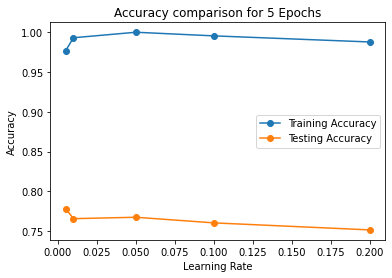 Accuracy comparison for 5 Epochs
1.00
0.95
0.90
0.85
0.80
0.75
Accuracy
Training Accuracy
Testing Accuracy
0.000 0.025 0.050 0.075 0.100 0.125 0.150 0.175 0.200
Learning Rate